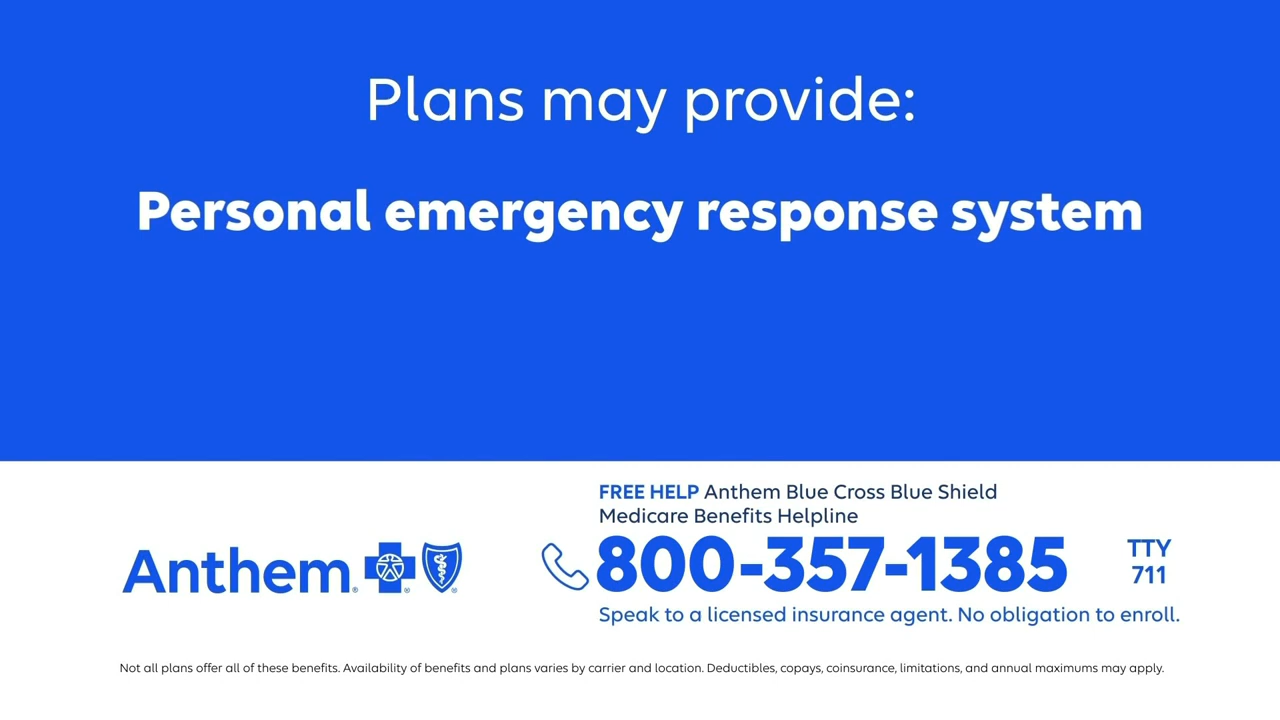 Plans may provide:
Personal emergency response system
FREE HELP Anthem Blue Cross Blue Shield
Medicare Benefits Helpline
Anthem®
800-357-1385
TTY
711
Speak to a licensed insurance agent. No obligation to enroll.
Not all plans offer all of these benefits. Availability of benefits and plans varies by carrier and location. Deductibles, copays, coinsurance, limitations, and annual maximums may apply.